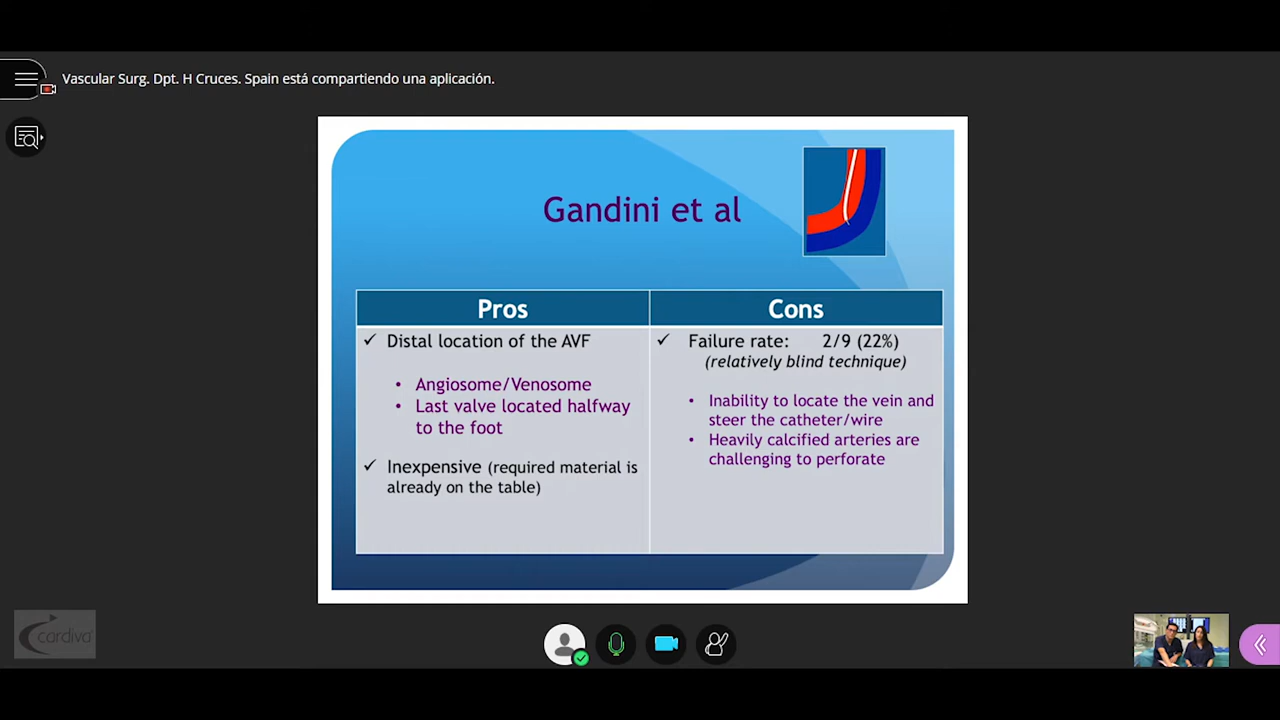 Vascular Surg. Dpt. H Cruces. Spain está compartiendo una aplicación.
Gandini et al
Pros
Cons
✓ Distal location of the AVF
• Angiosome/Venosome
• Last valve located halfway
to the foot
✓ Inexpensive (required material is
already on the table)
✓ Failure rate: 2/9 (22%)
(relatively blind technique)
• Inability to locate the vein and
steer the catheter/wire
• Heavily calcified arteries are
challenging to perforate
cardiva